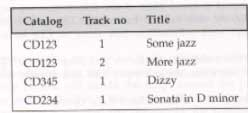 Catalog Track no Title
CD123 1 Some jazz
CD123 2 More jazz
CD345 1 Dizzy
CD234 1 Sonata in D minor